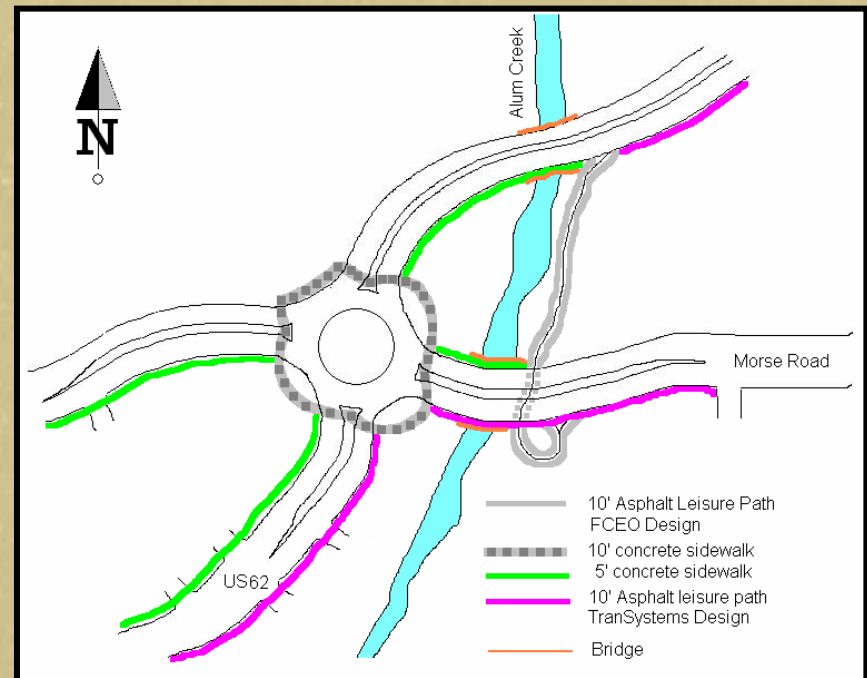 Alum Creek
N
Morse Road
US62
10' Asphalt Leisure Path
FCEO Design
10' concrete sidewalk
5' concrete sidewalk
10' Asphalt leisure path
TranSystems Design
Bridge